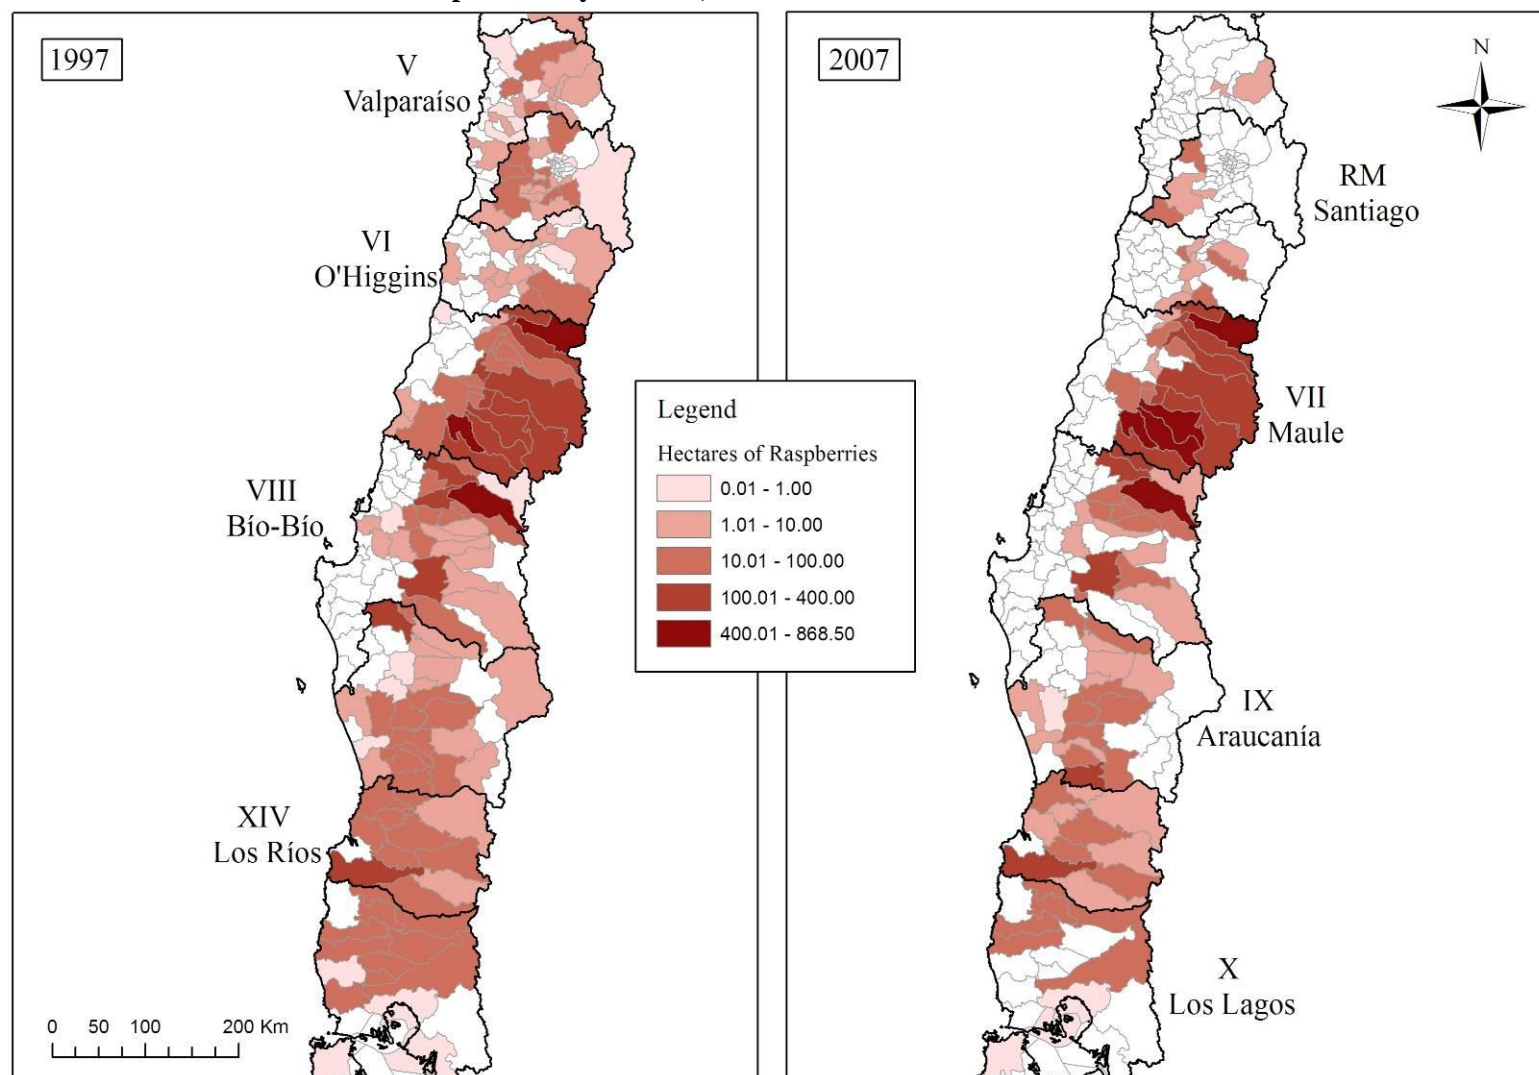 1997
V
Valparaíso
VI
O'Higgins
VIII
Bío-Bío
XIV
Los Ríos
0 50 100 200 Km
Legend
Hectares of Raspberries
0.01 - 1.00
1.01 - 10.00
10.01 - 100.00
100.01 - 400.00
400.01 - 868.50
2007
N
RM
Santiago
VII
Maule
IX
Araucanía
X
Los Lagos